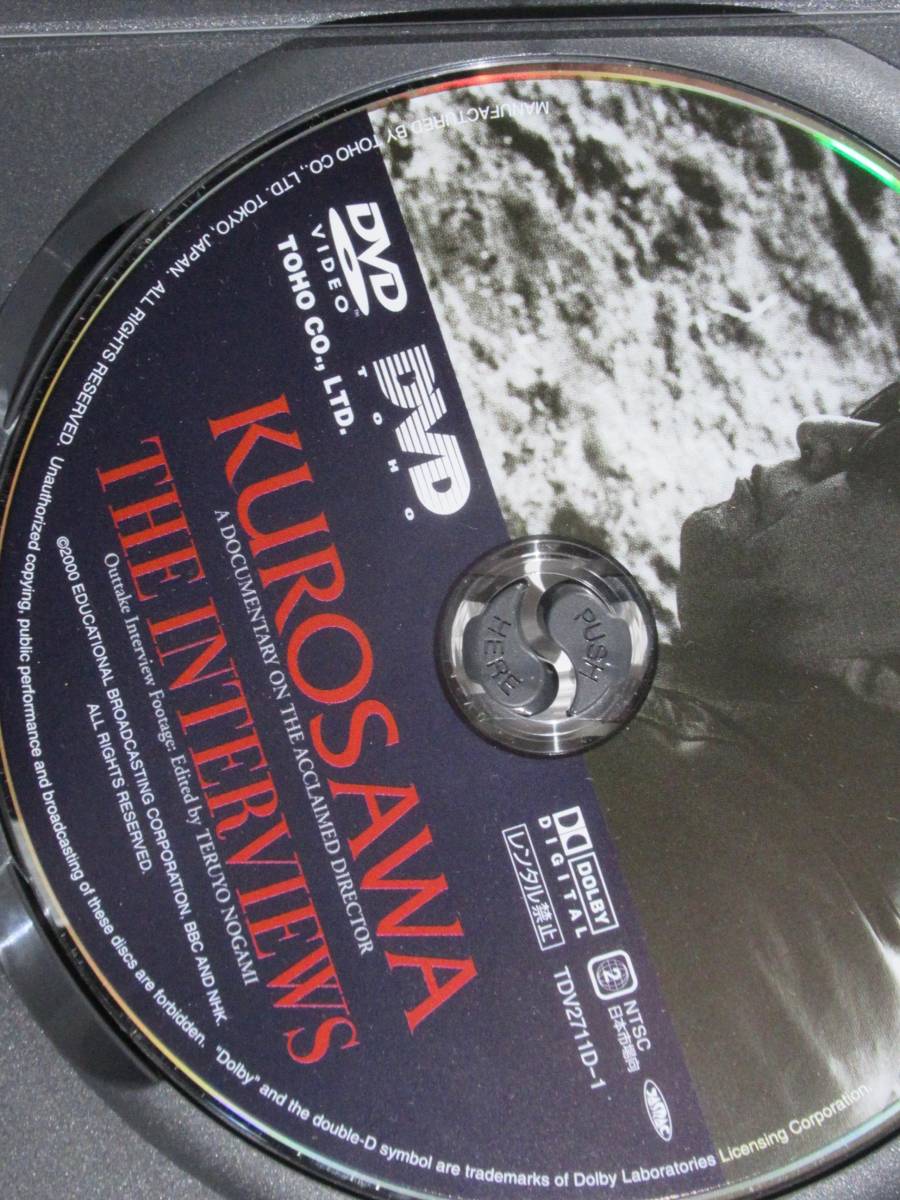 KUROSAWA
A DOCUMENTARY ON THE ACCLAIMED DIRECTOR
THE INTERVIEWS
Outtake Interview Footage: Edited by TERUYO NOGAMI
©2000 EDUCATIONAL BROADCASTING CORPORATION, BBC AND NHK.
ALL RIGHTS RESERVED.
DVD
TOHO
DVD
VIDEO™
TOHO CO., LTD.
PUSH
HERE
DOLBY
DIGITAL
レンタル禁止
2
NTSC
日本市場向
TDV2711D-1
JASRAC
MANUFACTURED BY TOHO CO., LTD. TOKYO, JAPAN. ALL RIGHTS RESERVED. Unauthorized copying, public performance and broadcasting of these discs are forbidden. "Dolby" and the double-D symbol are trademarks of Dolby Laboratories Licensing Corporation.